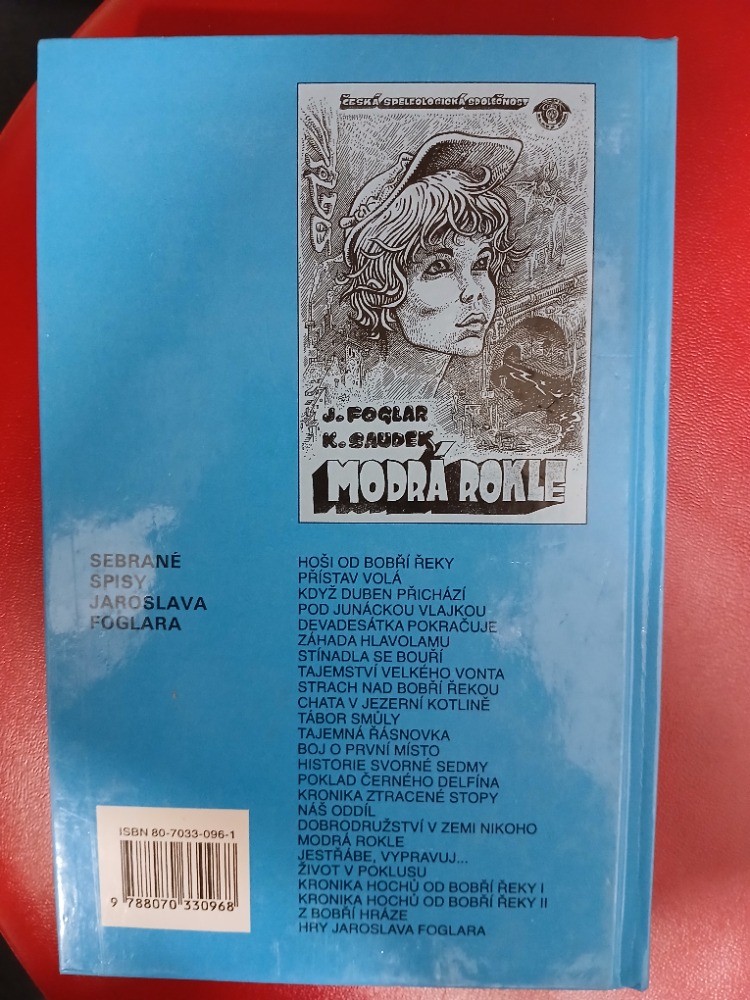 ČESKÁ SPELEOLOGICKÁ SPOLEČNOST
J. FOGLAR
K. SAUDEK
MODRÁ ROKLE
SEBRANÉ
SPISY
JAROSLAVA
FOGLARA
HOŠI OD BOBŘÍ ŘEKY
PŘÍSTAV VOLÁ
KDYŽ DUBEN PŘICHÁZÍ
POD JUNÁCKOU VLAJKOU
DEVADESÁTKA POKRAČUJE
ZÁHADA HLAVOLAMU
STÍNADLA SE BOUŘÍ
TAJEMSTVÍ VELKÉHO VONTA
STRACH NAD BOBŘÍ ŘEKOU
CHATA V JEZERNÍ KOTLINĚ
TÁBOR SMŮLY
TAJEMNÁ ŘÁSNOVKA
BOJ O PRVNÍ MÍSTO
HISTORIE SVORNÉ SEDMY
POKLAD ČERNÉHO DELFÍNA
KRONIKA ZTRACENÉ STOPY
NÁŠ ODDÍL
DOBRODRUŽSTVÍ V ZEMI NIKOHO
MODRÁ ROKLE
JESTŘÁBE, VYPRAVUJ...
ŽIVOT V POKLUSU
KRONIKA HOCHŮ OD BOBŘÍ ŘEKY I
KRONIKA HOCHŮ OD BOBŘÍ ŘEKY II
Z BOBŘÍ HRÁZE
HRY JAROSLAVA FOGLARA
ISBN 80-7033-096-1
9 788070 330968